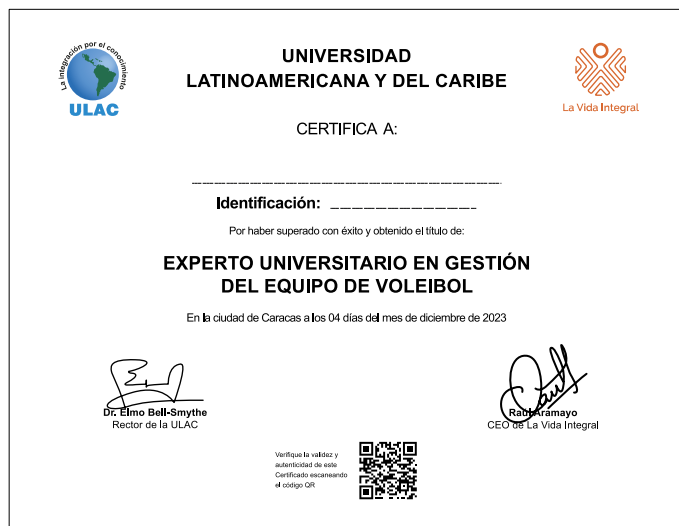 La integración por el conocimiento
ULAC
UNIVERSIDAD
LATINOAMERICANA Y DEL CARIBE
La Vida Integral
CERTIFICA A:
Identificación:
Por haber superado con éxito y obtenido el título de:
EXPERTO UNIVERSITARIO EN GESTIÓN
DEL EQUIPO DE VOLEIBOL
En la ciudad de Caracas a los 04 días del mes de diciembre de 2023
Dr. Elmo Bell-Smythe
Rector de la ULAC
Raúl Aramayo
CEO de La Vida Integral
Verifique la validez y
autenticidad de este
Certificado escaneando
el código QR